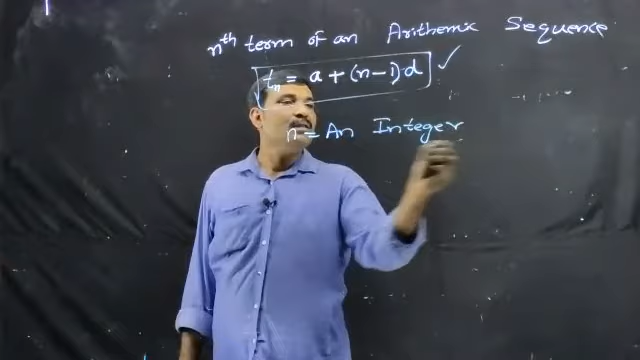 nth term of an Arithemic Sequence
tn = a + (n-1)d ✓
n = An Integer